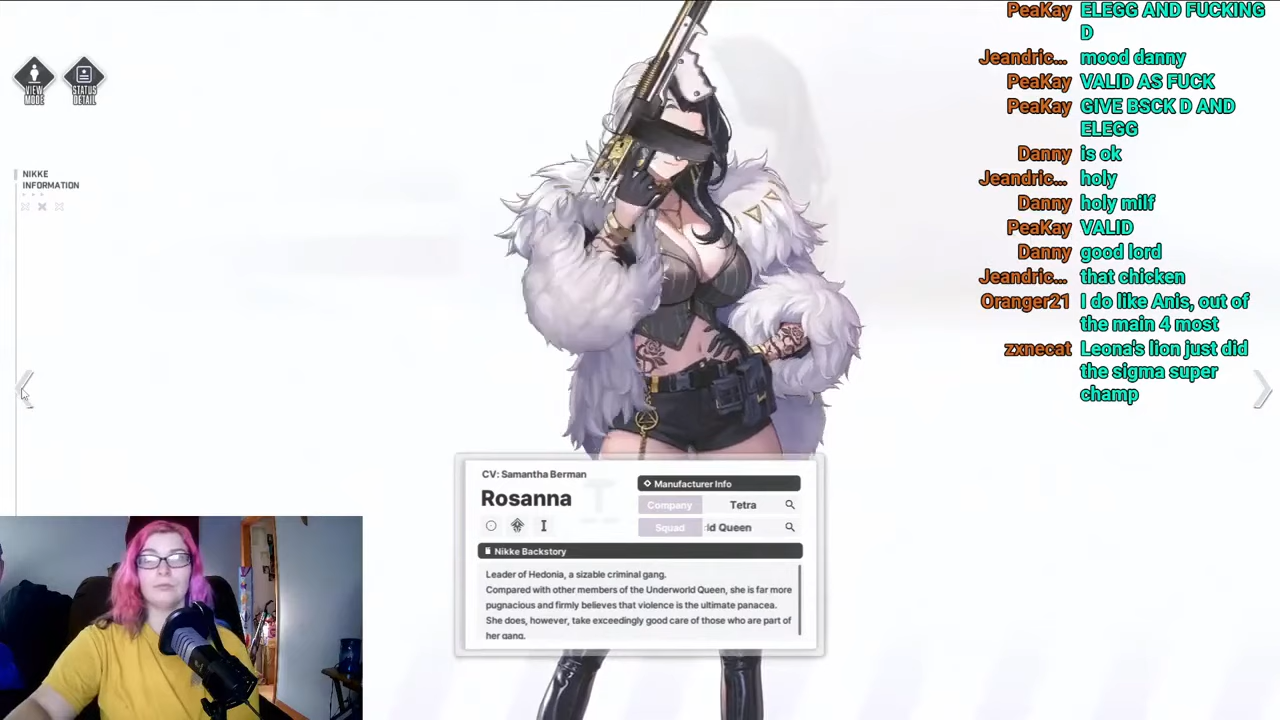 VIEW
MODE
STATUS
DETAIL
NIKKE
INFORMATION
CV: Samantha Berman
Rosanna
Manufacturer Info
Company Tetra
Squad ld Queen
Nikke Backstory
Leader of Hedonia, a sizable criminal gang.
Compared with other members of the Underworld Queen, she is far more
pugnacious and firmly believes that violence is the ultimate panacea.
She does, however, take exceedingly good care of those who are part of
her gang.
PeaKay ELEGG AND FUCKING
D
Jeandric... mood danny
PeaKay VALID AS FUCK
PeaKay GIVE BSCK D AND
ELEGG
Danny is ok
Jeandric... holy
Danny holy milf
PeaKay VALID
Danny good lord
Jeandric... that chicken
Oranger21 I do like Anis, out of
the main 4 most
zxnecat Leona's lion just did
the sigma super
champ